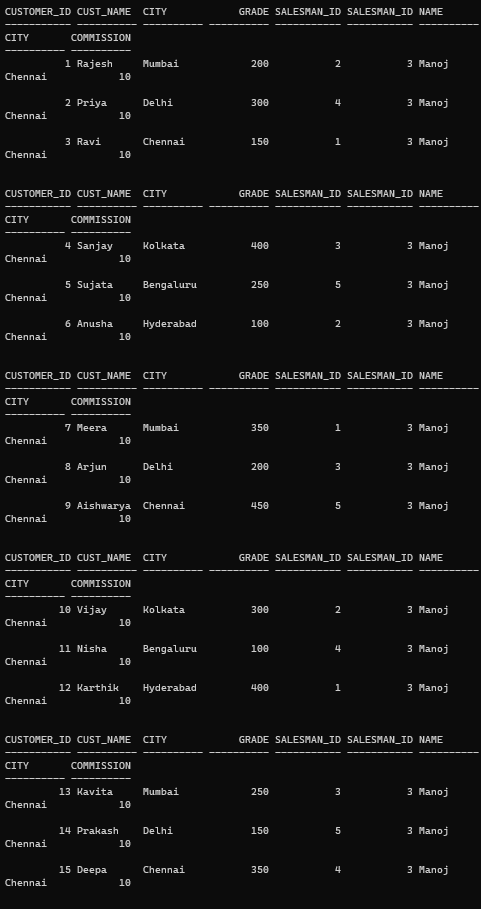 CUSTOMER_ID CUST_NAME  CITY            GRADE SALESMAN_ID SALESMAN_ID NAME
----------- ---------- ---------- ---------- ----------- ----------- ----------
CITY       COMMISSION
---------- ----------
          1 Rajesh     Mumbai            200           2           3 Manoj
Chennai            10
          2 Priya      Delhi             300           4           3 Manoj
Chennai            10
          3 Ravi       Chennai           150           1           3 Manoj
Chennai            10
CUSTOMER_ID CUST_NAME  CITY            GRADE SALESMAN_ID SALESMAN_ID NAME
----------- ---------- ---------- ---------- ----------- ----------- ----------
CITY       COMMISSION
---------- ----------
          4 Sanjay     Kolkata           400           3           3 Manoj
Chennai            10
          5 Sujata     Bengaluru         250           5           3 Manoj
Chennai            10
          6 Anusha     Hyderabad         100           2           3 Manoj
Chennai            10
CUSTOMER_ID CUST_NAME  CITY            GRADE SALESMAN_ID SALESMAN_ID NAME
----------- ---------- ---------- ---------- ----------- ----------- ----------
CITY       COMMISSION
---------- ----------
          7 Meera      Mumbai            350           1           3 Manoj
Chennai            10
          8 Arjun      Delhi             200           3           3 Manoj
Chennai            10
          9 Aishwarya  Chennai           450           5           3 Manoj
Chennai            10
CUSTOMER_ID CUST_NAME  CITY            GRADE SALESMAN_ID SALESMAN_ID NAME
----------- ---------- ---------- ---------- ----------- ----------- ----------
CITY       COMMISSION
---------- ----------
         10 Vijay      Kolkata           300           2           3 Manoj
Chennai            10
         11 Nisha      Bengaluru         100           4           3 Manoj
Chennai            10
         12 Karthik    Hyderabad         400           1           3 Manoj
Chennai            10
CUSTOMER_ID CUST_NAME  CITY            GRADE SALESMAN_ID SALESMAN_ID NAME
----------- ---------- ---------- ---------- ----------- ----------- ----------
CITY       COMMISSION
---------- ----------
         13 Kavita     Mumbai            250           3           3 Manoj
Chennai            10
         14 Prakash    Delhi             150           5           3 Manoj
Chennai            10
         15 Deepa      Chennai           350           4           3 Manoj
Chennai            10